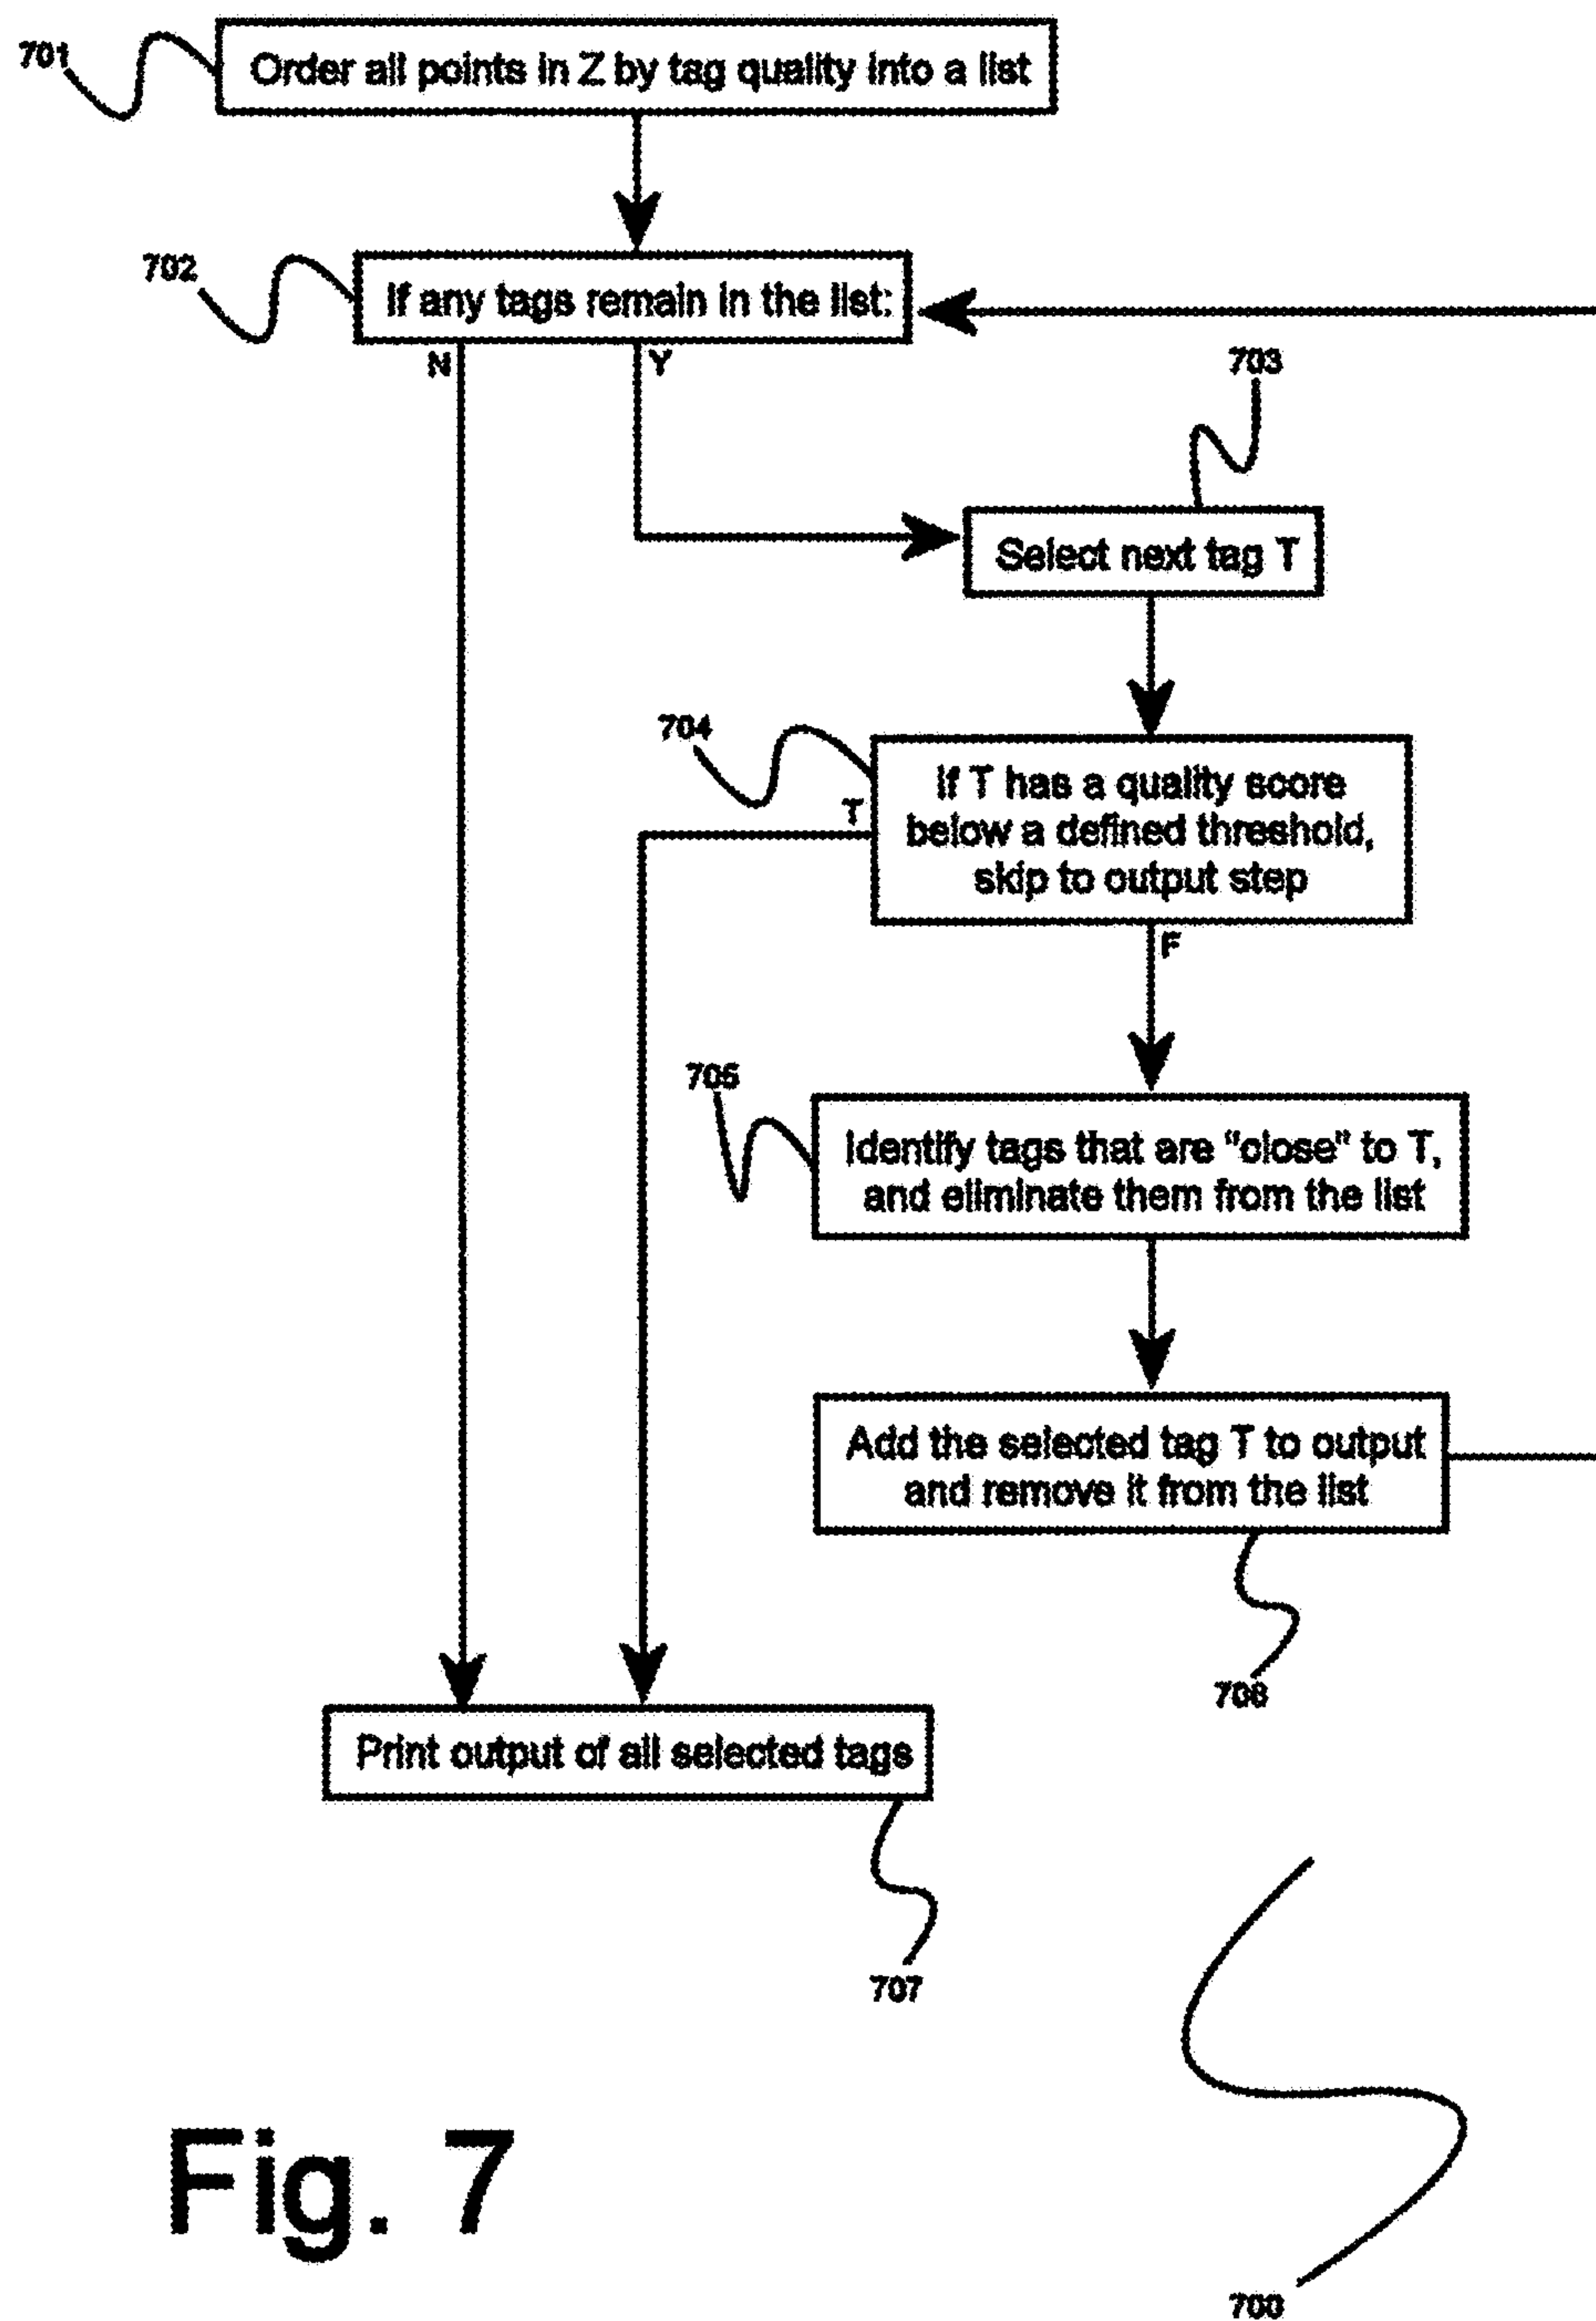 701
Order all points in Z by tag quality into a list
702
If any tags remain in the list:
N
Y
703
Select next tag T
704
T
If T has a quality score
below a defined threshold,
skip to output step
F
705
Identify tags that are "close" to T,
and eliminate them from the list
Add the selected tag T to output
and remove it from the list
706
Print output of all selected tags
707
Fig. 7
700